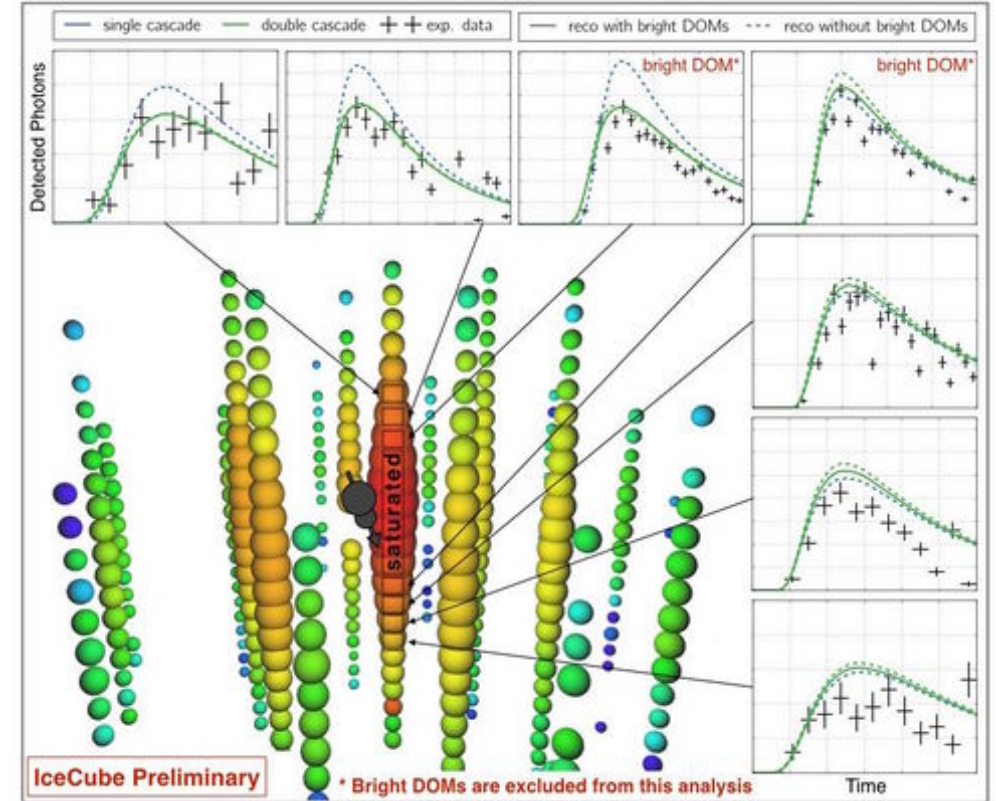 single cascade double cascade exp. data reco with bright DOMs reco without bright DOMs
Detected Photons
bright DOM*
bright DOM*
saturated
IceCube Preliminary
* Bright DOMs are excluded from this analysis
Time